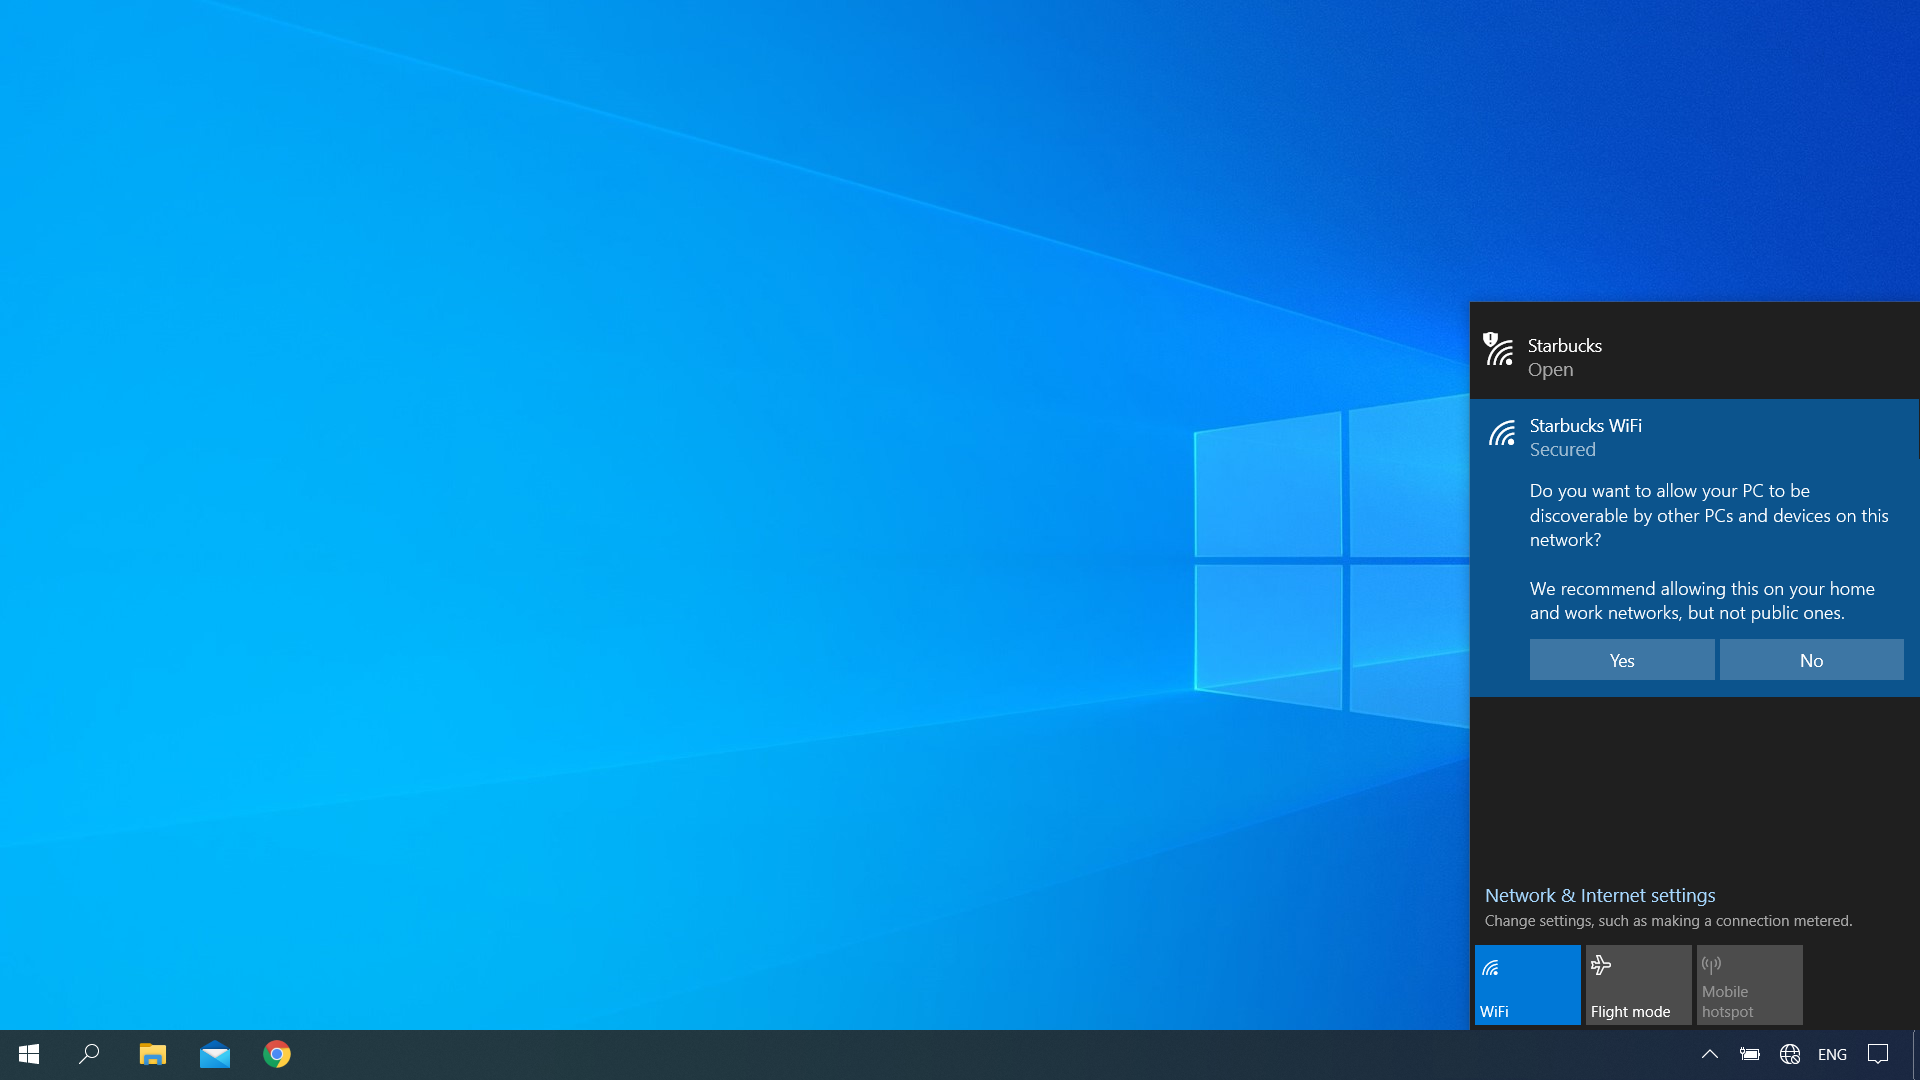 Starbucks
Open
Starbucks WiFi
Secured
Do you want to allow your PC to be
discoverable by other PCs and devices on this
network?
We recommend allowing this on your home
and work networks, but not public ones.
Yes
No
Network & Internet settings
Change settings, such as making a connection metered.
WiFi
Flight mode
Mobile
hotspot
ENG